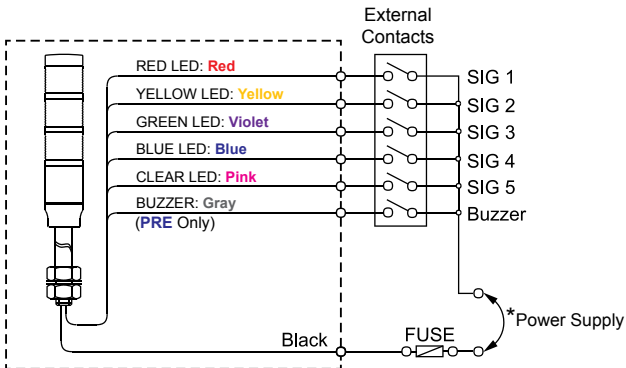 External
Contacts
RED LED: Red
SIG 1
YELLOW LED: Yellow
SIG 2
GREEN LED: Violet
SIG 3
BLUE LED: Blue
SIG 4
CLEAR LED: Pink
SIG 5
BUZZER: Gray
(PRE Only)
Buzzer
*Power Supply
Black
FUSE